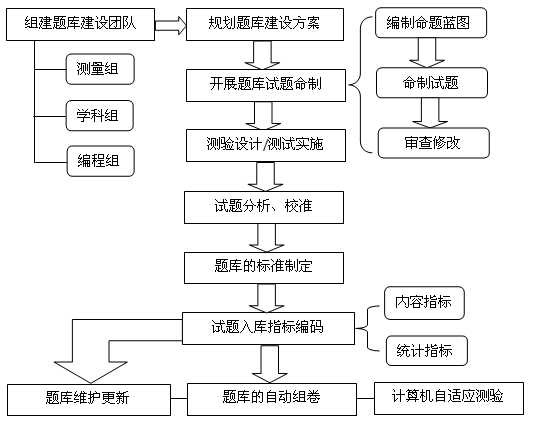 组建题库建设团队
规划题库建设方案
编制命题蓝图
测量组
开展题库试题命制
命制试题
学科组
测验设计/测试实施
审查修改
编程组
试题分析、校准
题库的标准制定
试题入库指标编码
内容指标
统计指标
题库维护更新
题库的自动组卷
计算机自适应测验